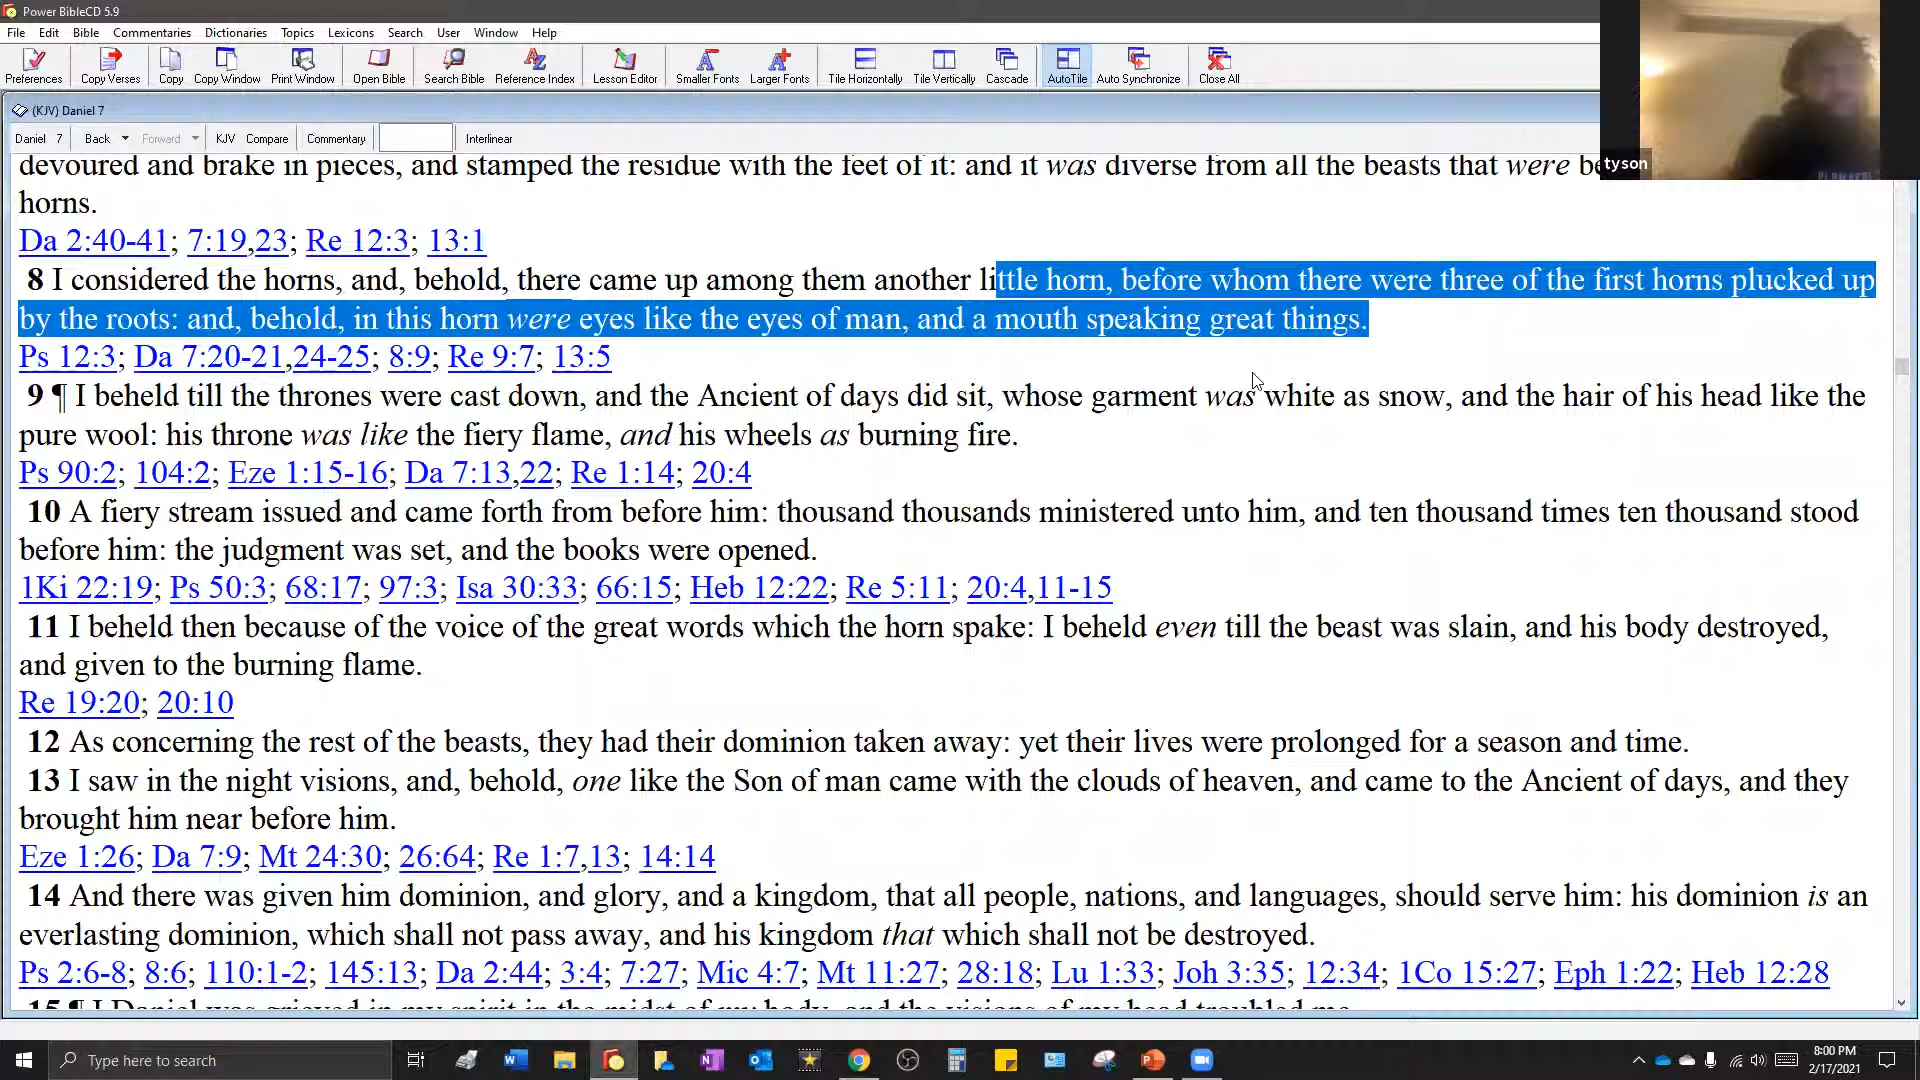 Power BibleCD 5.9
File Edit Bible Commentaries Dictionaries Topics Lexicons Search User Window Help
Preferences Copy Verses Copy Copy Window Print Window Open Bible Search Bible Reference Index Lesson Editor Smaller Fonts Larger Fonts Tile Horizontally Tile Vertically Cascade AutoTile Auto Synchronize Close All
(KJV) Daniel 7
Daniel 7 Back Forward KJV Compare Commentary Interlinear
tyson
devoured and brake in pieces, and stamped the residue with the feet of it: and it was diverse from all the beasts that were
horns.
Da 2:40-41; 7:19,23; Re 12:3; 13:1
8 I considered the horns, and, behold, there came up among them another little horn, before whom there were three of the first horns plucked up
by the roots: and, behold, in this horn were eyes like the eyes of man, and a mouth speaking great things.
Ps 12:3; Da 7:20-21,24-25; 8:9; Re 9:7; 13:5
9 ¶ I beheld till the thrones were cast down, and the Ancient of days did sit, whose garment was white as snow, and the hair of his head like the
pure wool: his throne was like the fiery flame, and his wheels as burning fire.
Ps 90:2; 104:2; Eze 1:15-16; Da 7:13,22; Re 1:14; 20:4
10 A fiery stream issued and came forth from before him: thousand thousands ministered unto him, and ten thousand times ten thousand stood
before him: the judgment was set, and the books were opened.
1Ki 22:19; Ps 50:3; 68:17; 97:3; Isa 30:33; 66:15; Heb 12:22; Re 5:11; 20:4,11-15
11 I beheld then because of the voice of the great words which the horn spake: I beheld even till the beast was slain, and his body destroyed,
and given to the burning flame.
Re 19:20; 20:10
12 As concerning the rest of the beasts, they had their dominion taken away: yet their lives were prolonged for a season and time.
13 I saw in the night visions, and, behold, one like the Son of man came with the clouds of heaven, and came to the Ancient of days, and they
brought him near before him.
Eze 1:26; Da 7:9; Mt 24:30; 26:64; Re 1:7,13; 14:14
14 And there was given him dominion, and glory, and a kingdom, that all people, nations, and languages, should serve him: his dominion is an
everlasting dominion, which shall not pass away, and his kingdom that which shall not be destroyed.
Ps 2:6-8; 8:6; 110:1-2; 145:13; Da 2:44; 3:4; 7:27; Mic 4:7; Mt 11:27; 28:18; Lu 1:33; Joh 3:35; 12:34; 1Co 15:27; Eph 1:22; Heb 12:28
15 ¶ I Daniel was grieved in my spirit in the midst of my body, and the visions of my head troubled me.
Type here to search
8:00 PM
2/17/2021